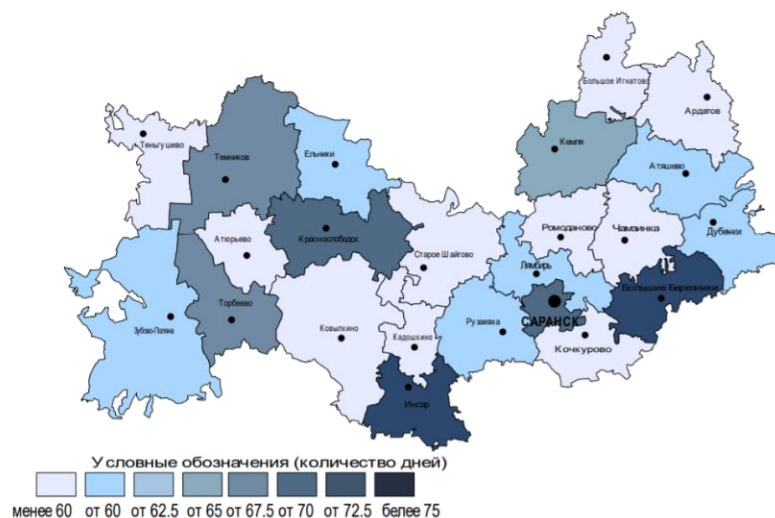 Большое Игнатово
Ардатов
Теньгушево
Темников
Ельники
Кемля
Атяшево
Атюрьево
Краснослободск
Старое Шайгово
Ромоданово
Чамзинка
Дубенки
Лямбирь
Большие Березники
Зубово-Поляна
Торбеево
Ковылкино
Кадошкино
Рузаевка
САРАНСК
Кочкурово
Инсар
Условные обозначения (количество дней)
менее 60 от 60 от 62.5 от 65 от 67.5 от 70 от 72.5 белее 75